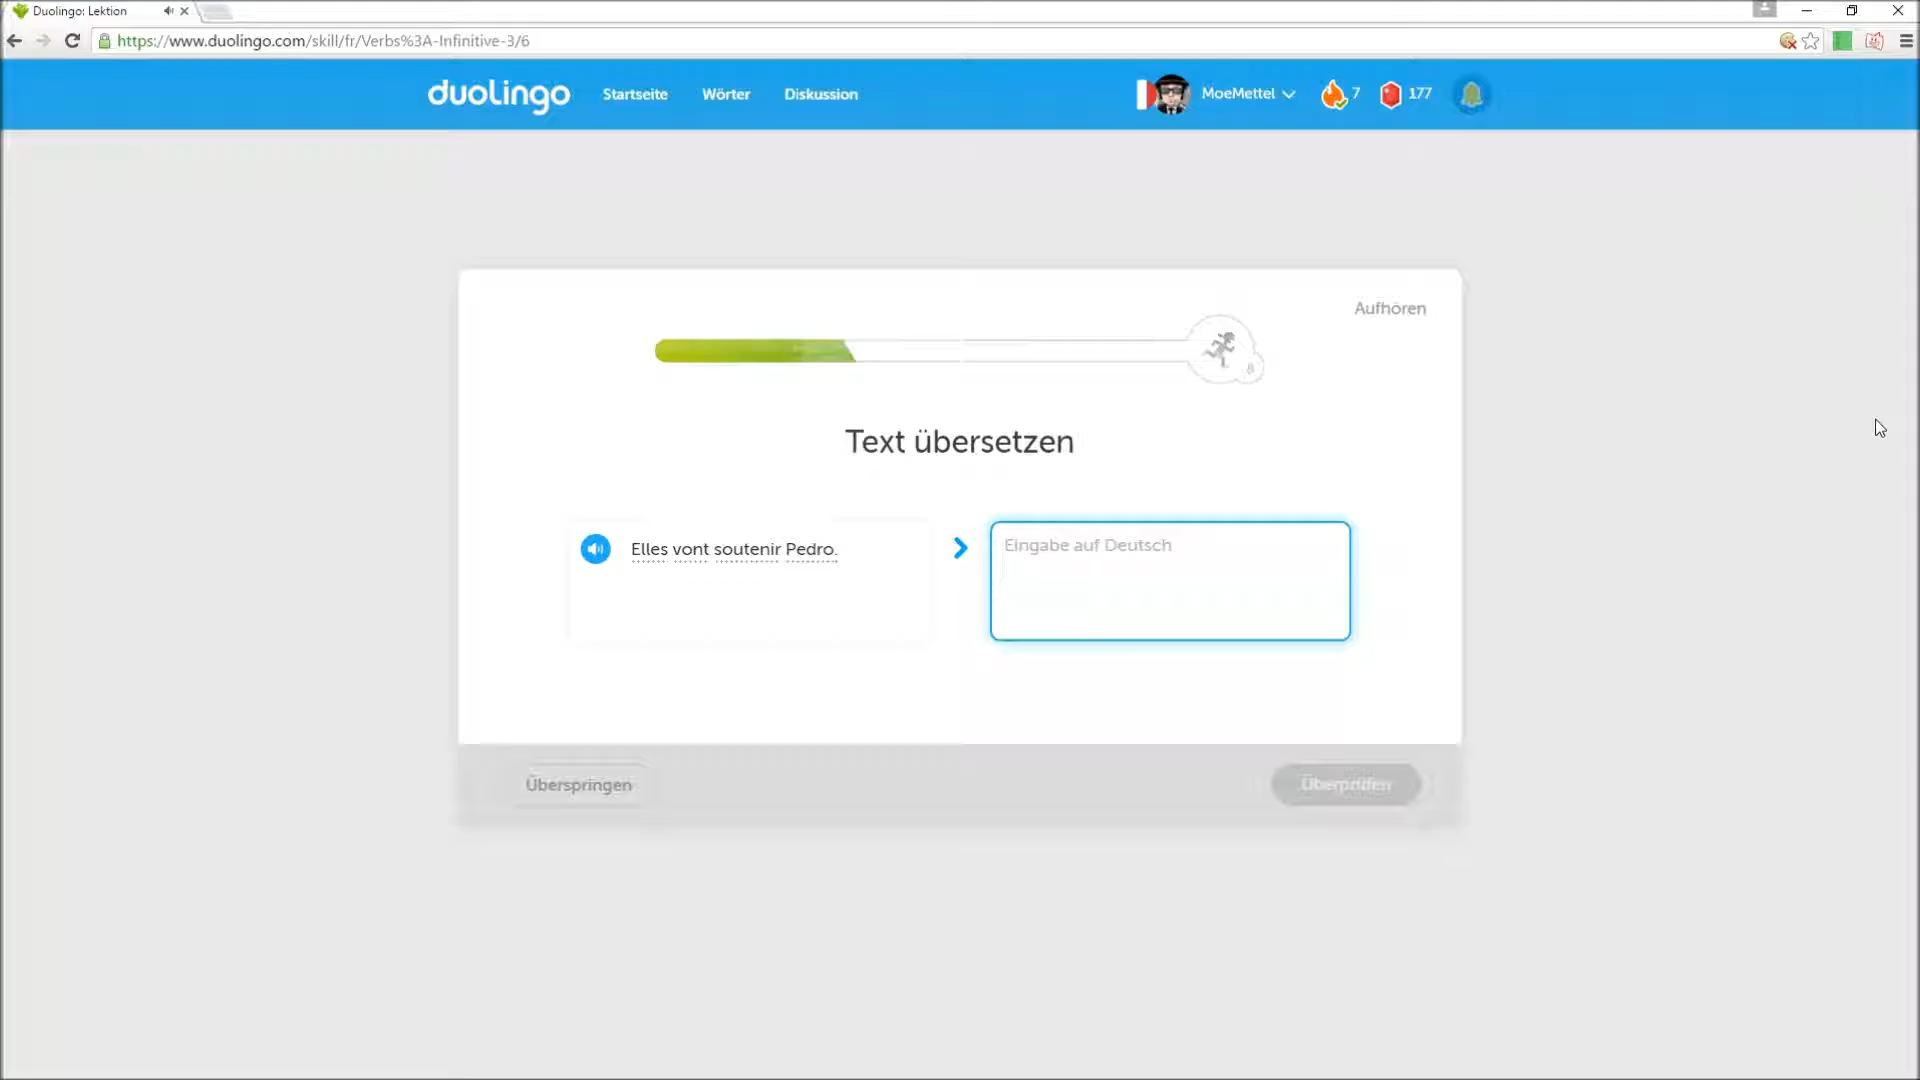 Duolingo: Lektion
https://www.duolingo.com/skill/fr/Verbs%3A-Infinitive-3/6
duolingo Startseite Wörter Diskussion MoeMettel 7 177
Aufhören
Text übersetzen
Elles vont soutenir Pedro.
Eingabe auf Deutsch
Überspringen Überprüfen